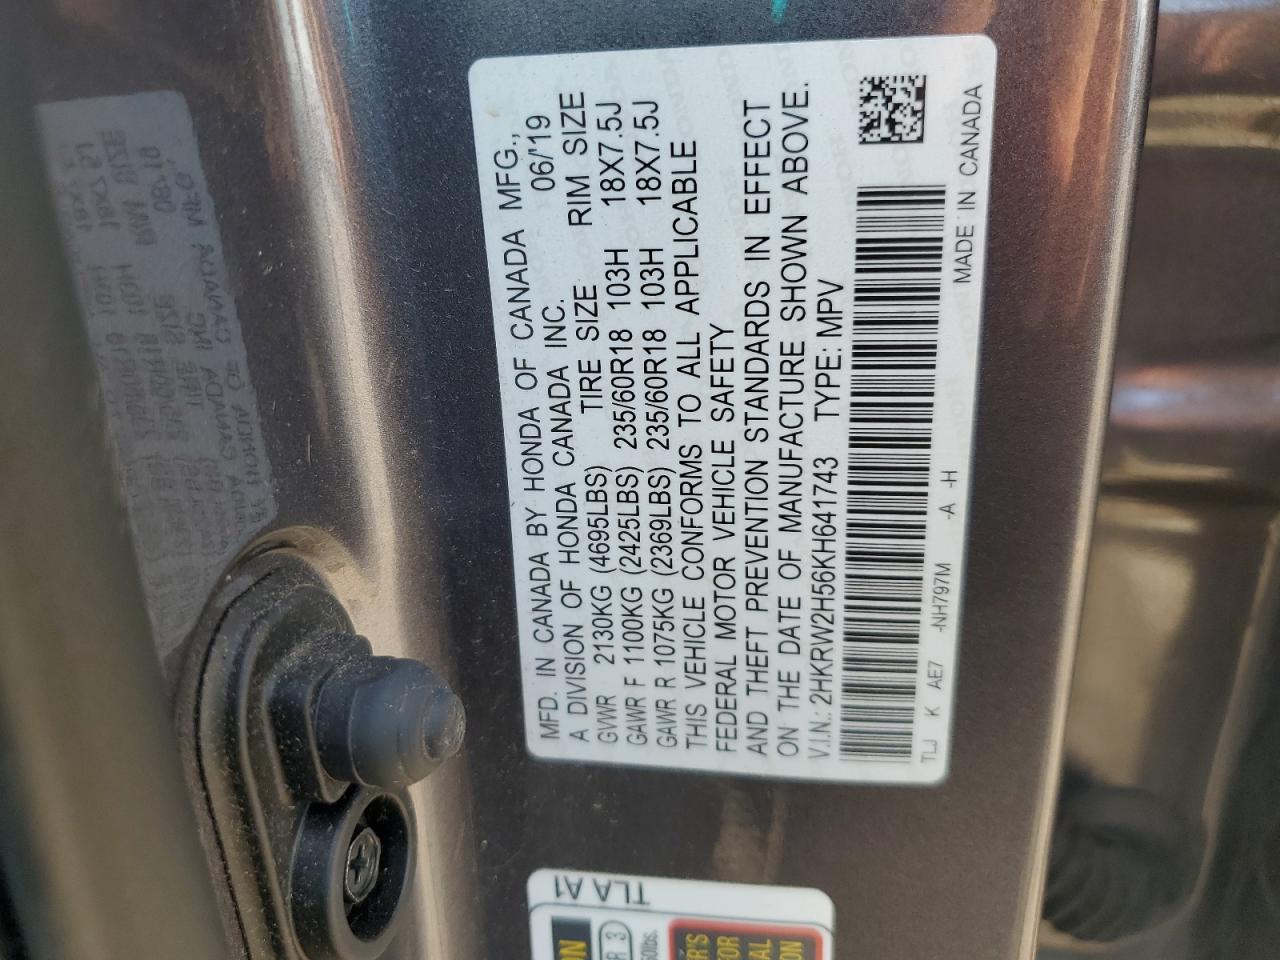 MFD. IN CANADA BY HONDA OF CANADA MFG.,
A DIVISION OF HONDA CANADA INC. 06/'19
GVWR 2130KG (4695LBS) TIRE SIZE RIM SIZE
GAWR F 1100KG (2425LBS) 235/60R18 103H 18X7.5J
GAWR R 1075KG (2369LBS) 235/60R18 103H 18X7.5J
THIS VEHICLE CONFORMS TO ALL APPLICABLE
FEDERAL MOTOR VEHICLE SAFETY
AND THEFT PREVENTION STANDARDS IN EFFECT
ON THE DATE OF MANUFACTURE SHOWN ABOVE.
V.I.N.: 2HKRW2H56KH641743 TYPE: MPV
TLJ K AE7 -NH797M -A -H
MADE IN CANADA
TLA A1